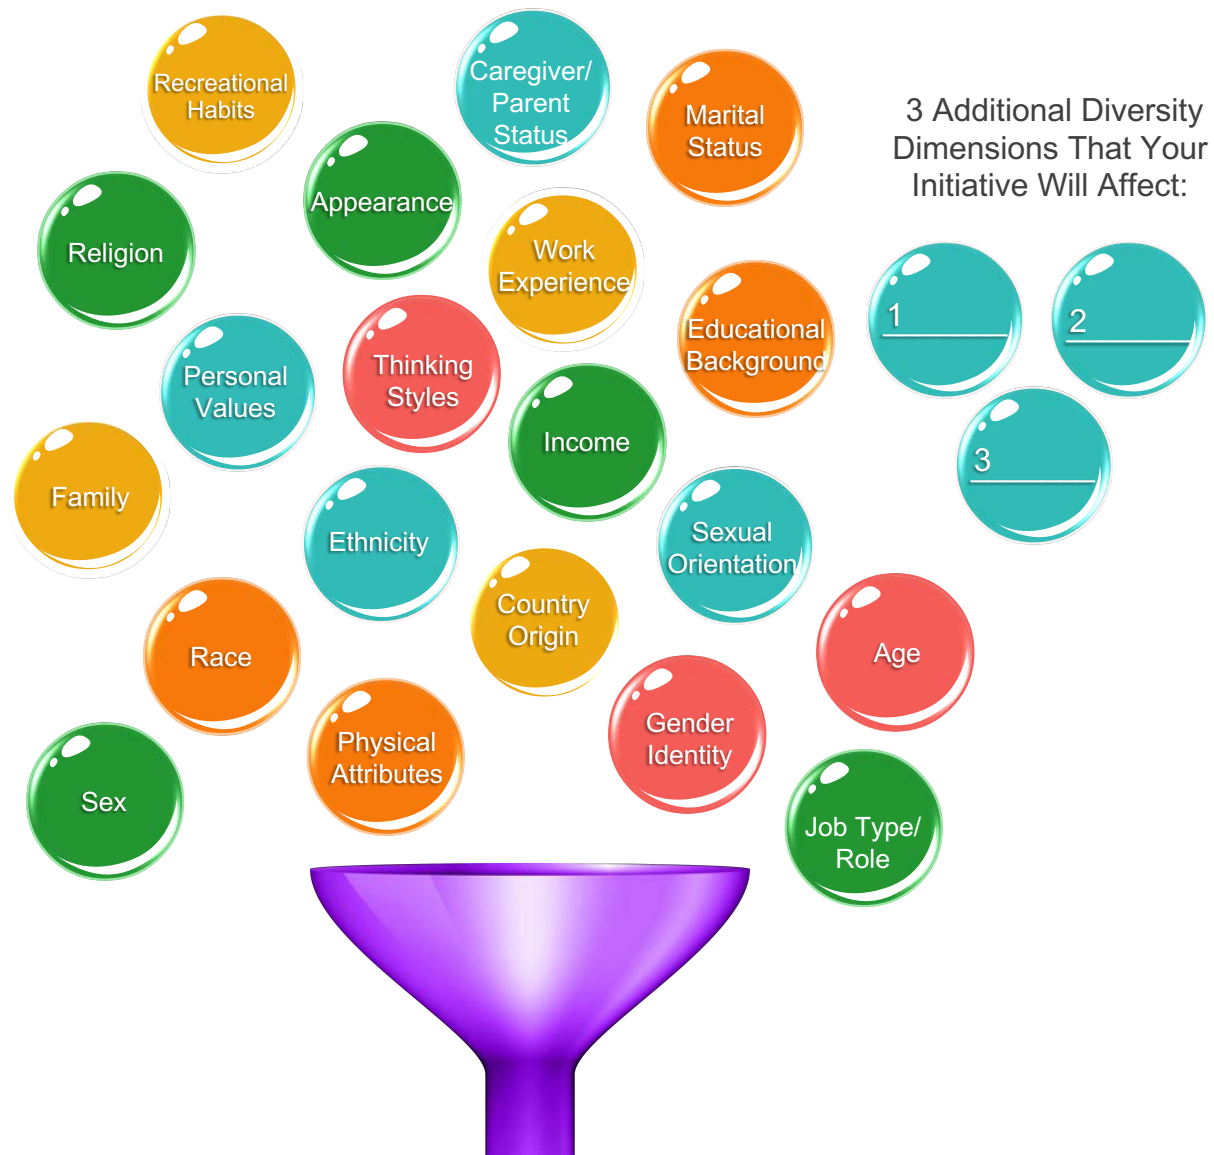 Recreational
Habits
Caregiver/
Parent
Status
Marital
Status
3 Additional Diversity
Dimensions That Your
Initiative Will Affect:
Appearance
Religion
Work
Experience
Educational
Background
1
2
Personal
Values
Thinking
Styles
Income
3
Family
Ethnicity
Sexual
Orientation
Country
Origin
Race
Age
Gender
Identity
Physical
Attributes
Sex
Job Type/
Role